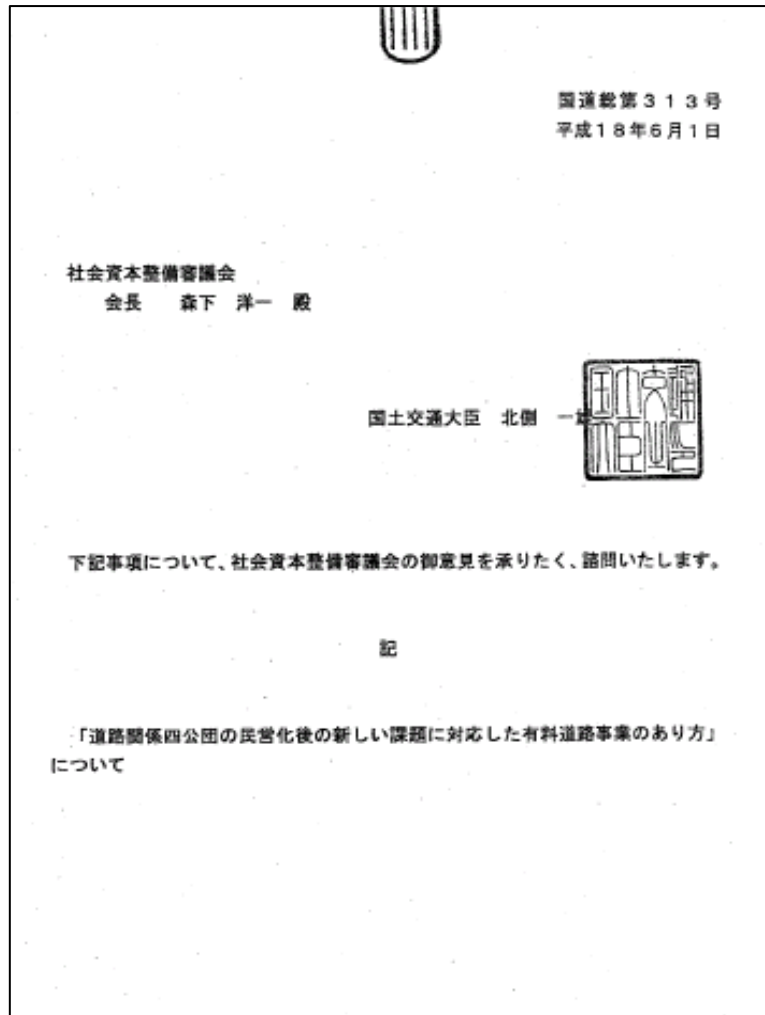 国道総第３１３号
平成１８年６月１日
社会資本整備審議会
会長　森下　洋一　殿
国土交通大臣　北側　一雄
下記事項について、社会資本整備審議会の御意見を承りたく、諮問いたします。
記
「道路関係四公団の民営化後の新しい課題に対応した有料道路事業のあり方」
について